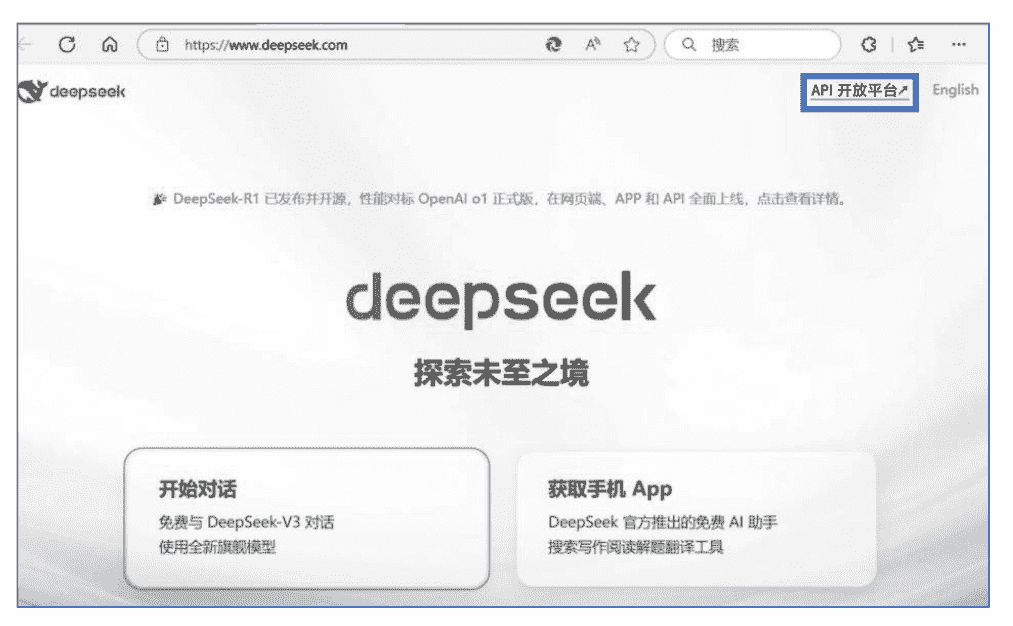 https://www.deepseek.com
搜索
deepseek
API 开放平台↗
English
DeepSeek-R1 已发布并开源，性能对标 OpenAI o1 正式版，在网页端、APP 和 API 全面上线，点击查看详情。
deepseek
探索未至之境
开始对话
免费与 DeepSeek-V3 对话
使用全新旗舰模型
获取手机 App
DeepSeek 官方推出的免费 AI 助手
搜索写作阅读解题翻译工具